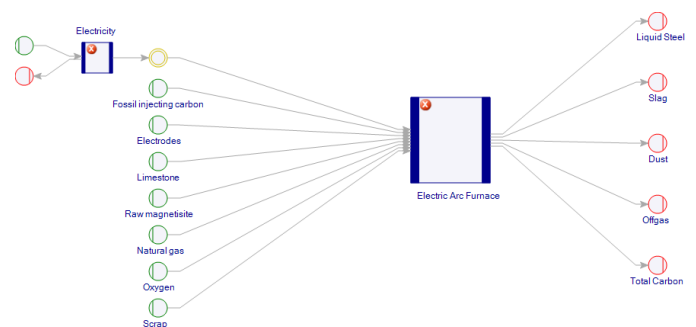 Electricity
Fossil injecting carbon
Electrodes
Limestone
Raw magnetisite
Natural gas
Oxygen
Scrap
Electric Arc Furnace
Liquid Steel
Slag
Dust
Offgas
Total Carbon